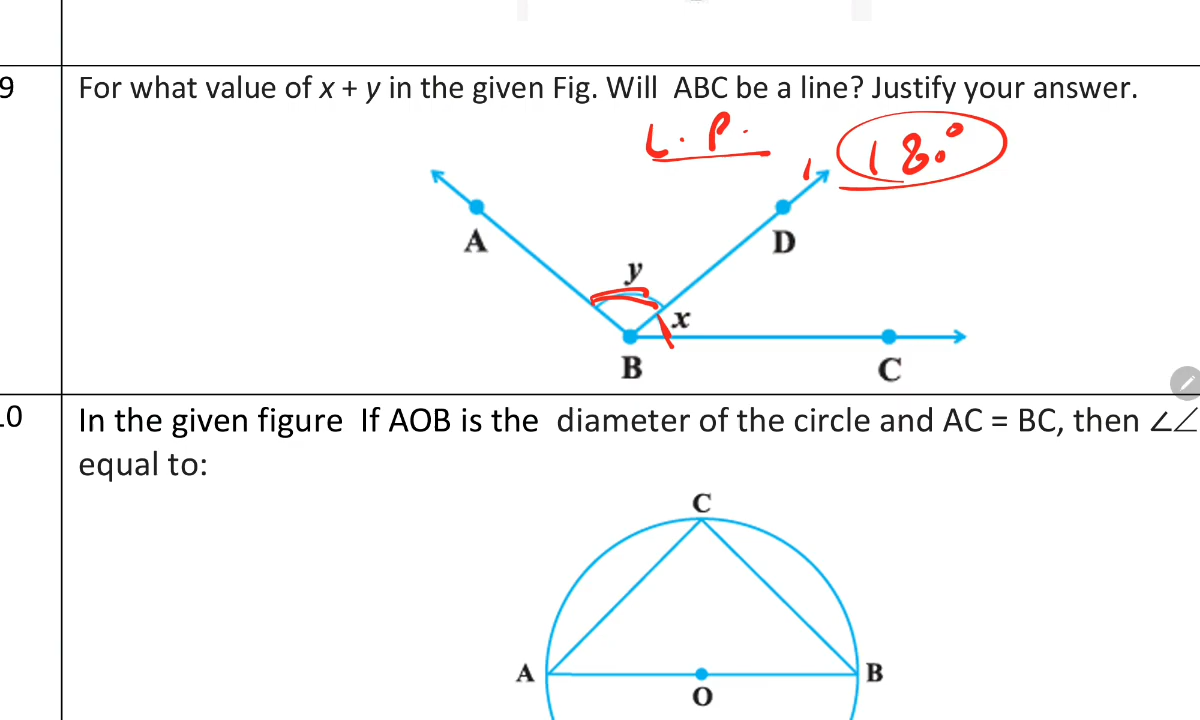 9
For what value of x + y in the given Fig. Will ABC be a line? Justify your answer.
L.P.
180°
A
D
y
x
B
C
0
In the given figure If AOB is the diameter of the circle and AC = BC, then ∠∠
equal to:
C
A
B
O